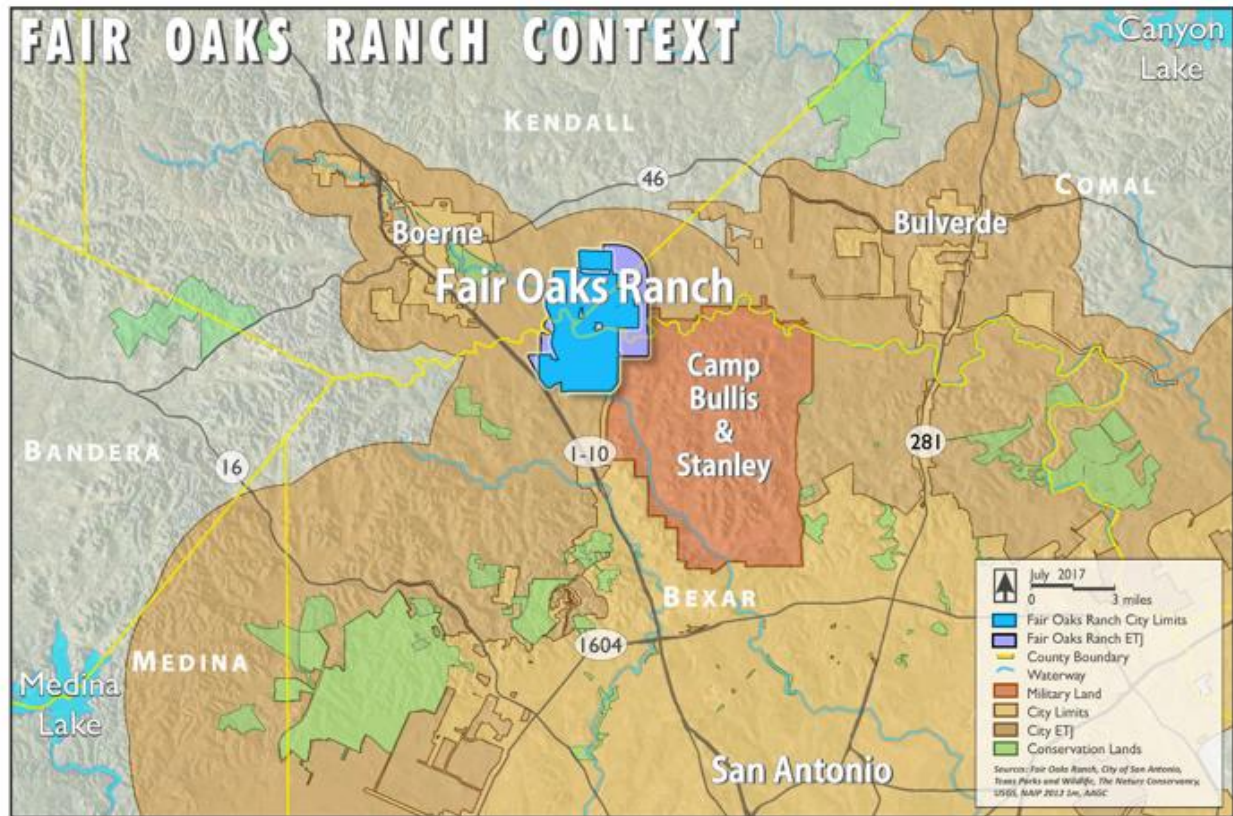 FAIR OAKS RANCH CONTEXT
Canyon
Lake
KENDALL
46
COMAL
Boerne
Bulverde
Fair Oaks Ranch
Camp
Bullis
&
Stanley
BANDERA
16
1-10
281
BEXAR
1604
MEDINA
Medina
Lake
San Antonio
July 2017
0 3 miles
Fair Oaks Ranch City Limits
Fair Oaks Ranch ETJ
County Boundary
Waterway
Military Land
City Limits
City ETJ
Conservation Lands
Sources: Fair Oaks Ranch, City of San Antonio,
Texas Parks and Wildlife, The Nature Conservancy,
USGS, NAIP 2012 1m, AAGC